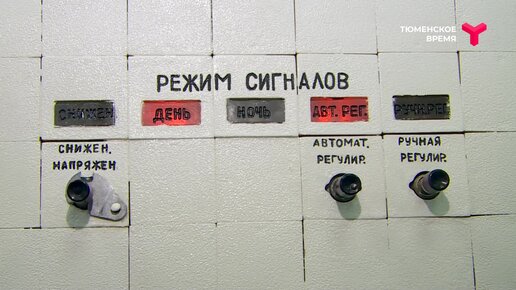 ТЮМЕНСКОЕ
ВРЕМЯ
РЕЖИМ СИГНАЛОВ
СНИЖЕН. ДЕНЬ НОЧЬ АВТ. РЕГ. РУЧН.РЕГ.
СНИЖЕН.
НАПРЯЖЕН
АВТОМАТ.
РЕГУЛИР.
РУЧНАЯ
РЕГУЛИР.